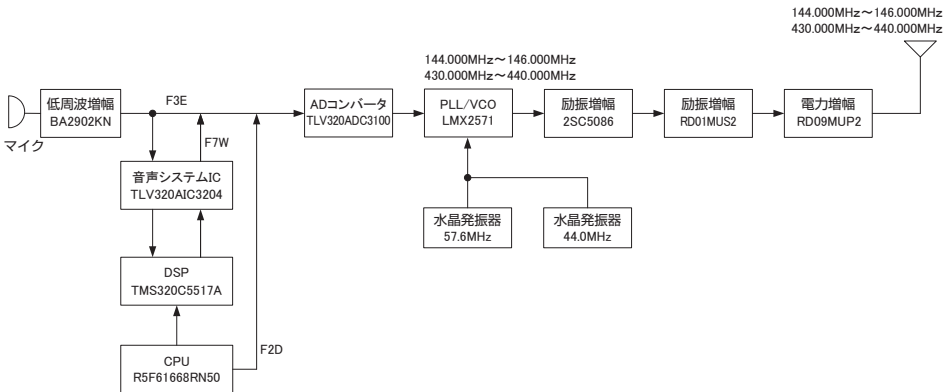 144.000MHz～146.000MHz
430.000MHz～440.000MHz
144.000MHz～146.000MHz
430.000MHz～440.000MHz
マイク
低周波増幅
BA2902KN
F3E
F7W
ADコンバータ
TLV320ADC3100
PLL/VCO
LMX2571
励振増幅
2SC5086
励振増幅
RD01MUS2
電力増幅
RD09MUP2
音声システムIC
TLV320AIC3204
水晶発振器
57.6MHz
水晶発振器
44.0MHz
DSP
TMS320C5517A
F2D
CPU
R5F61668RN50